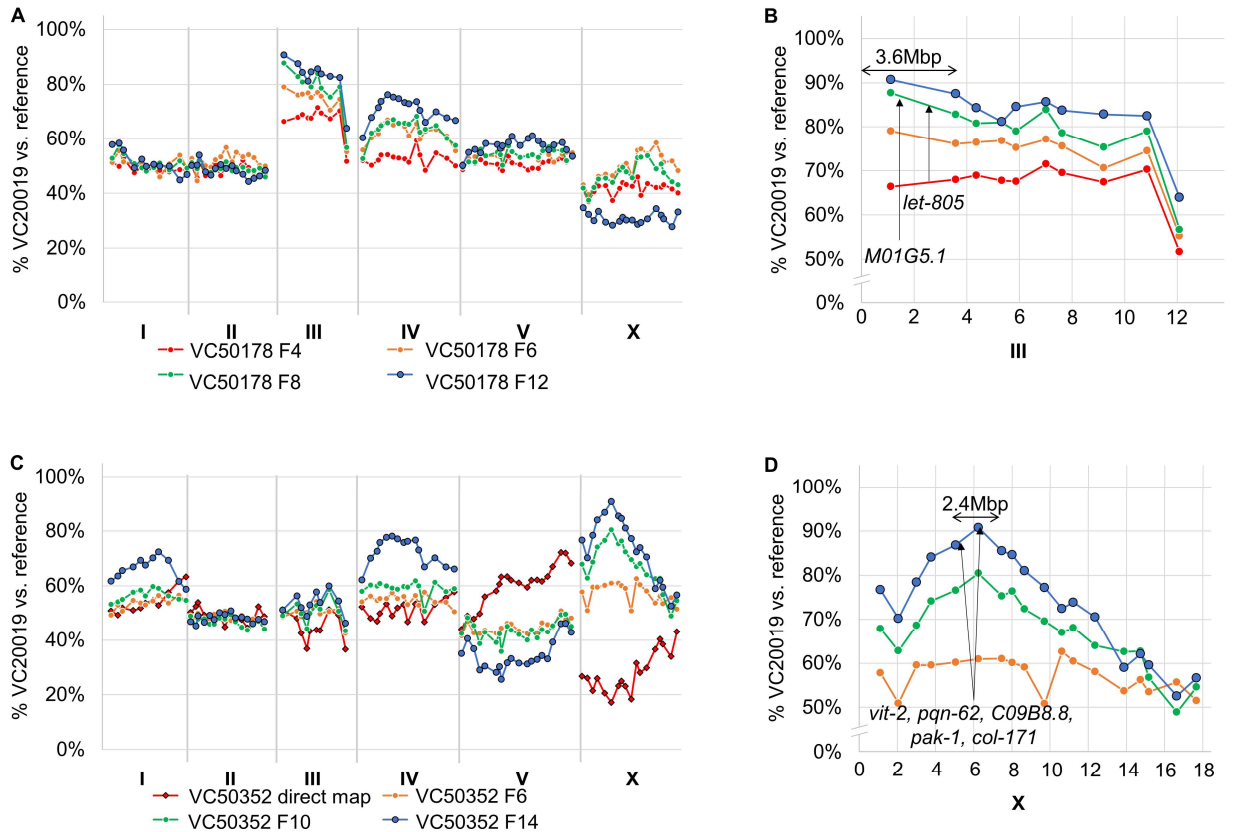 A
% VC20019 vs. reference
100%
80%
60%
40%
20%
0%
I II III IV V X
VC50178 F4
VC50178 F6
VC50178 F8
VC50178 F12
B
% VC20019 vs. reference
100%
90%
80%
70%
60%
50%
0%
3.6Mbp
let-805
M01G5.1
0 2 4 6 8 10 12
III
C
% VC20019 vs. reference
100%
80%
60%
40%
20%
0%
I II III IV V X
VC50352 direct map
VC50352 F6
VC50352 F10
VC50352 F14
D
% VC20019 vs. reference
100%
90%
80%
70%
60%
50%
0%
2.4Mbp
vit-2, pqn-62, C09B8.8,
pak-1, col-171
0 2 4 6 8 10 12 14 16 18
X